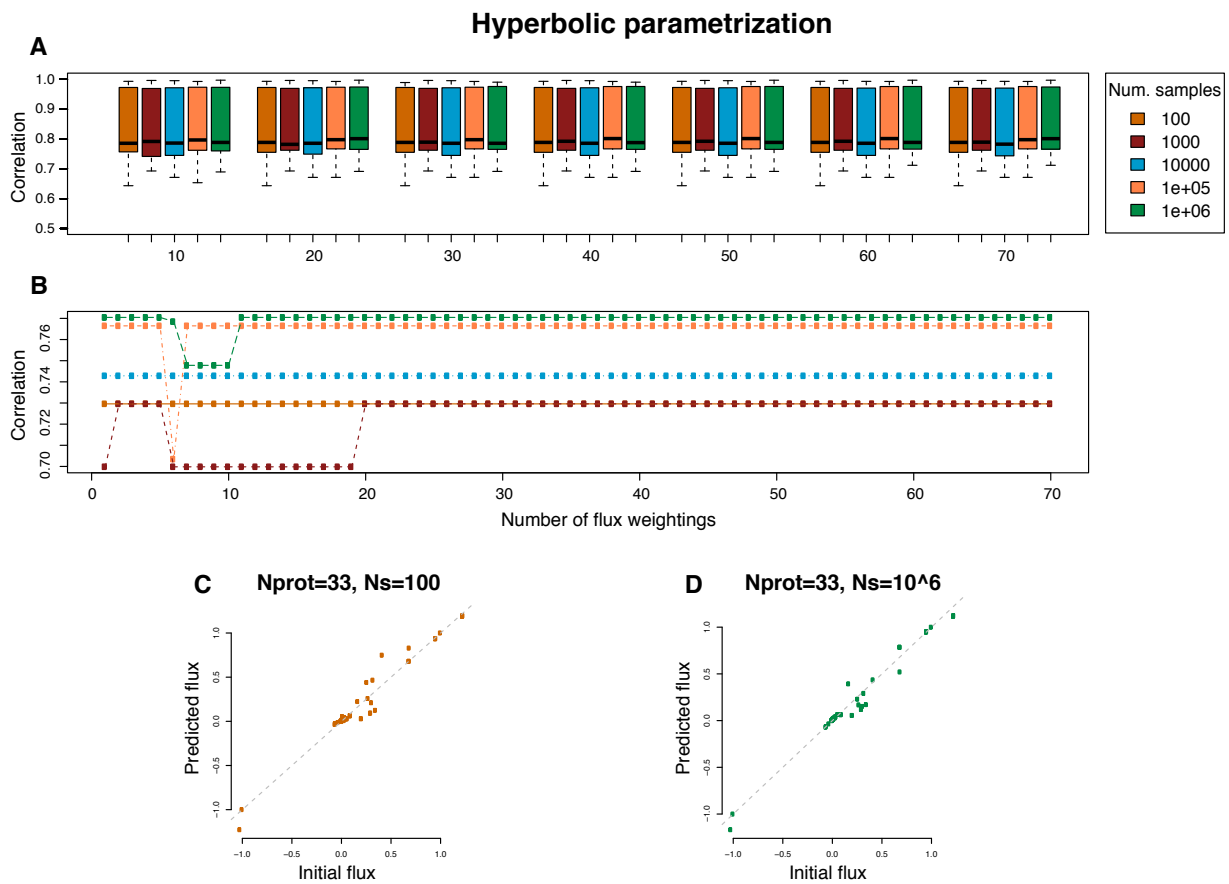 Hyperbolic parametrization
A
Correlation
1.0
0.9
0.8
0.7
0.6
0.5
10 20 30 40 50 60 70
Num. samples
100
1000
10000
1e+05
1e+06
B
Correlation
0.76
0.74
0.72
0.70
0 10 20 30 40 50 60 70
Number of flux weightings
C Nprot=33, Ns=100
Predicted flux
1.0
0.5
0.0
-0.5
-1.0
−1.0 −0.5 0.0 0.5 1.0
Initial flux
D Nprot=33, Ns=10^6
Predicted flux
1.0
0.5
0.0
-0.5
-1.0
−1.0 −0.5 0.0 0.5 1.0
Initial flux